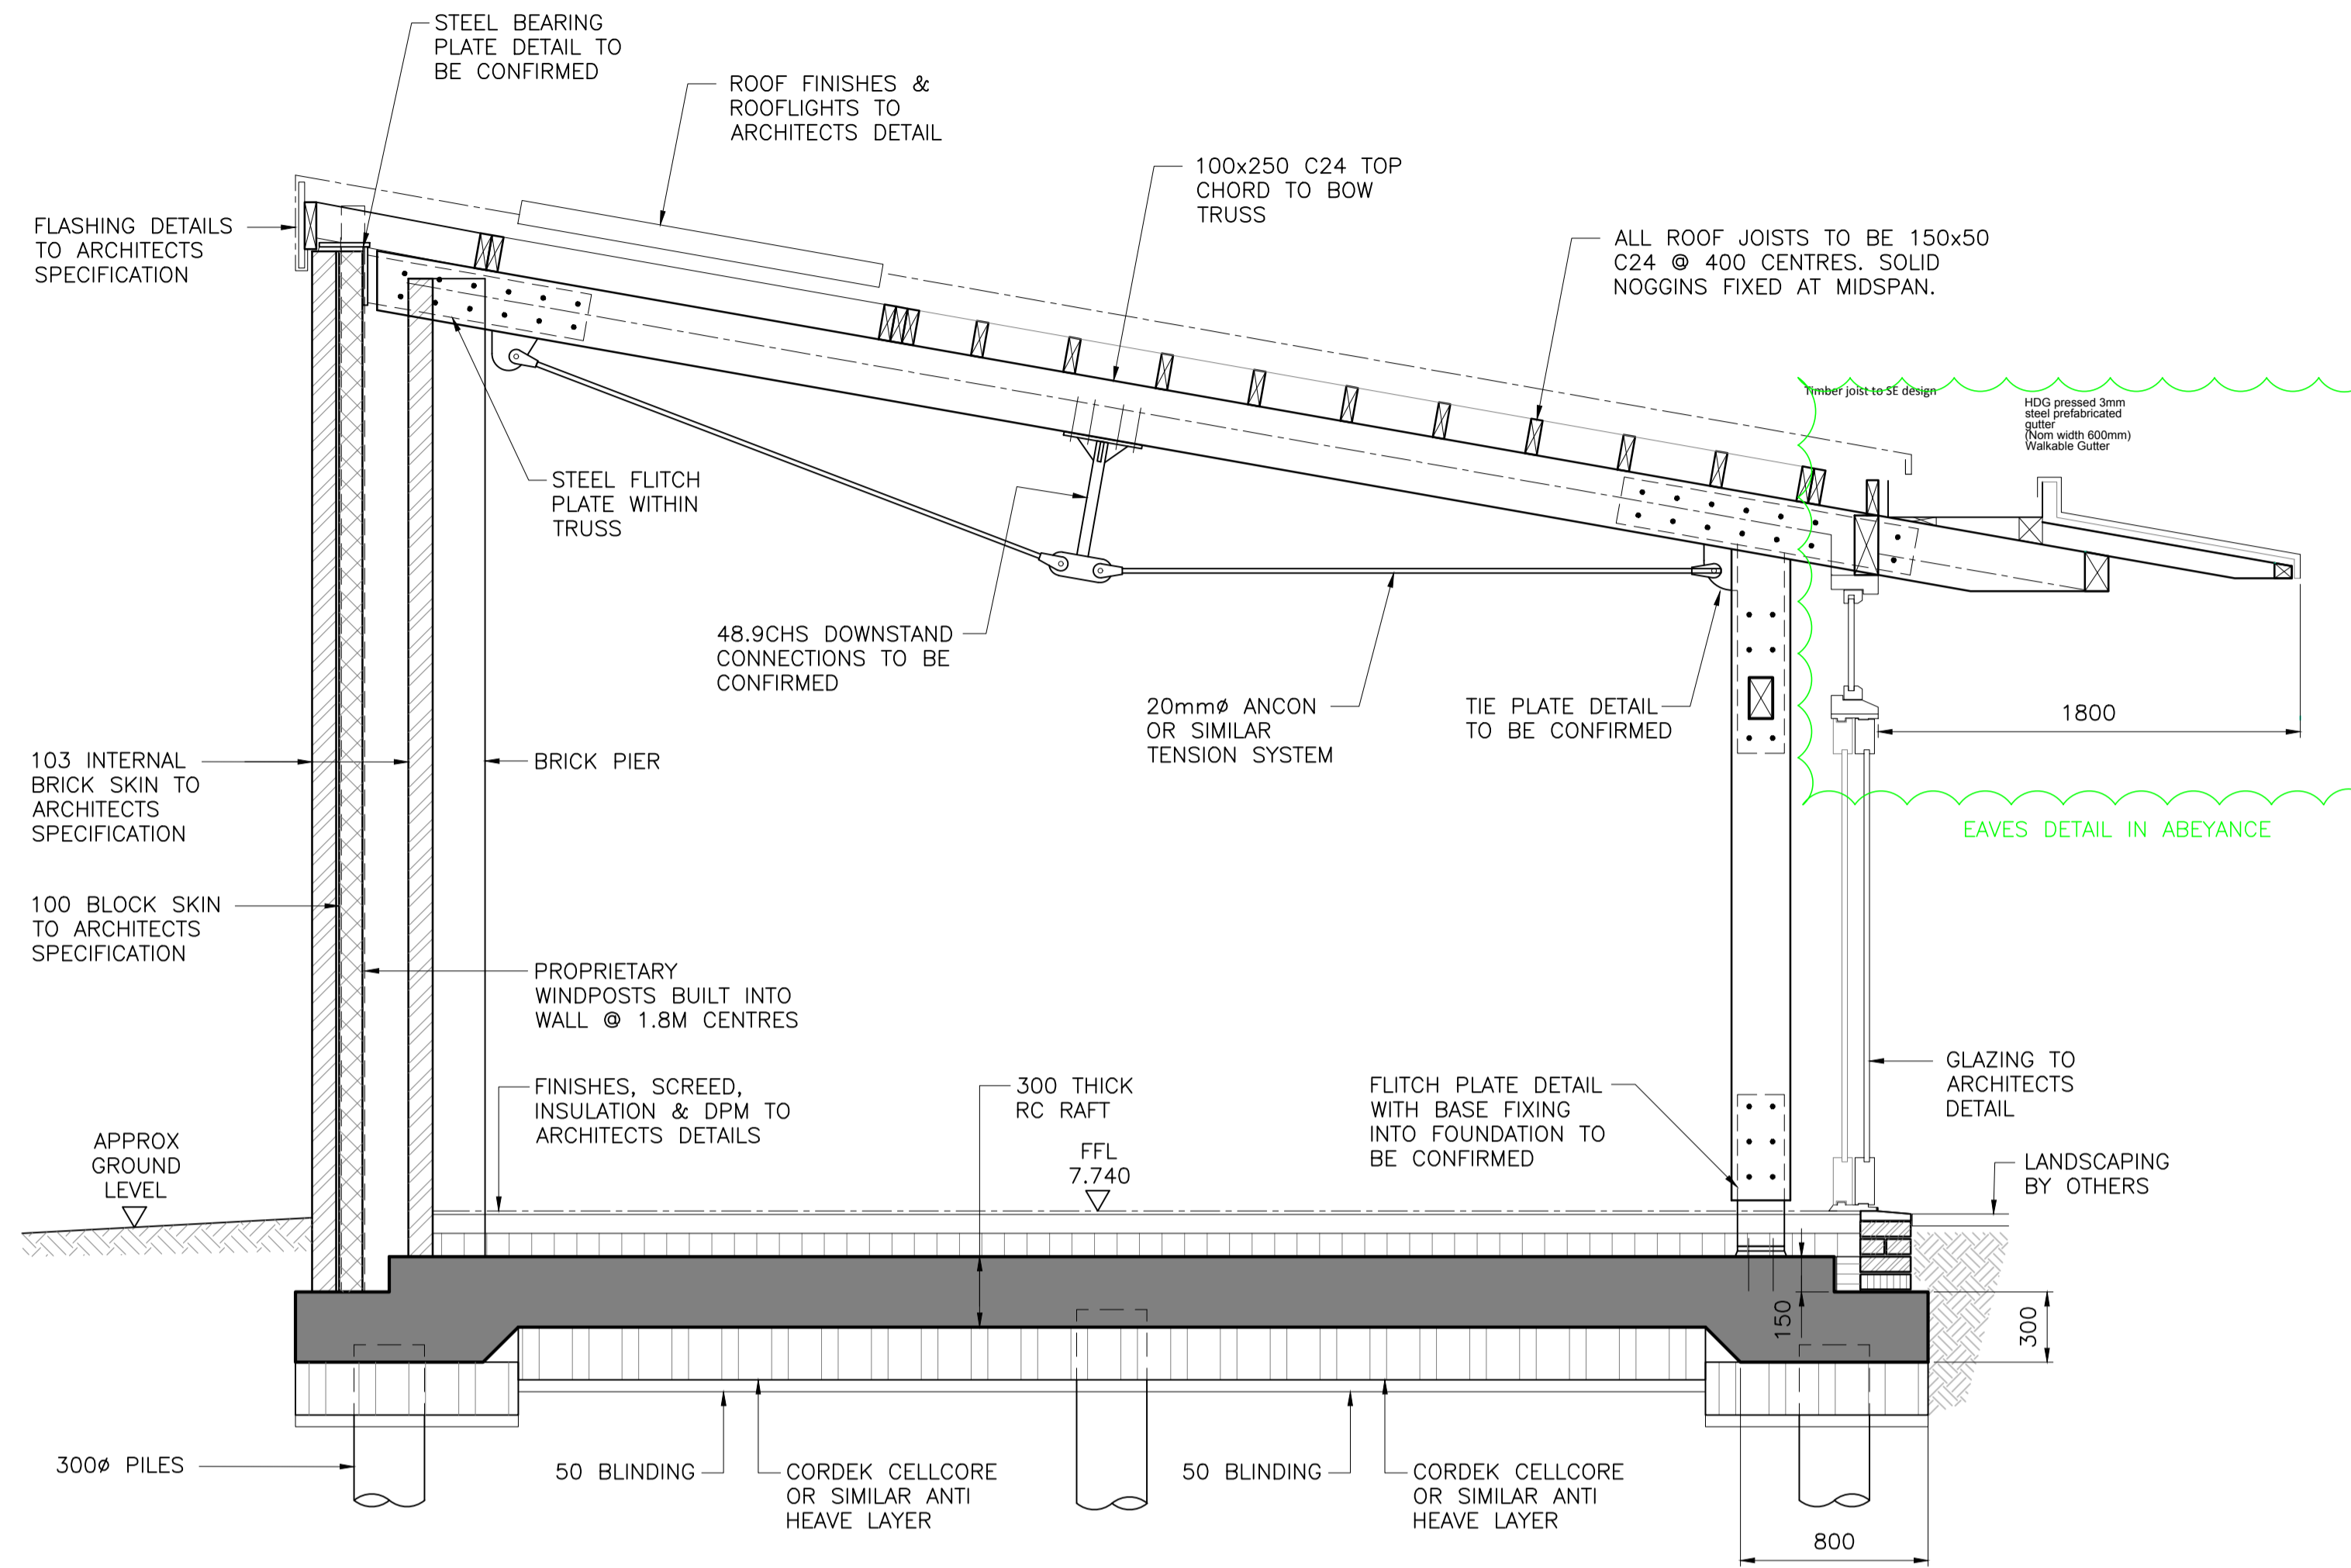 STEEL BEARING
PLATE DETAIL TO
BE CONFIRMED
ROOF FINISHES &
ROOFLIGHTS TO
ARCHITECTS DETAIL
100x250 C24 TOP
CHORD TO BOW
TRUSS
FLASHING DETAILS
TO ARCHITECTS
SPECIFICATION
ALL ROOF JOISTS TO BE 150x50
C24 @ 400 CENTRES. SOLID
NOGGINS FIXED AT MIDSPAN.
Timber joist to SE design
HDG pressed 3mm
steel prefabricated
gutter
(Nom width 600mm)
Walkable Gutter
STEEL FLITCH
PLATE WITHIN
TRUSS
48.9CHS DOWNSTAND
CONNECTIONS TO BE
CONFIRMED
20mmø ANCON
OR SIMILAR
TENSION SYSTEM
TIE PLATE DETAIL
TO BE CONFIRMED
1800
103 INTERNAL
BRICK SKIN TO
ARCHITECTS
SPECIFICATION
BRICK PIER
EAVES DETAIL IN ABEYANCE
100 BLOCK SKIN
TO ARCHITECTS
SPECIFICATION
PROPRIETARY
WINDPOSTS BUILT INTO
WALL @ 1.8M CENTRES
FINISHES, SCREED,
INSULATION & DPM TO
ARCHITECTS DETAILS
300 THICK
RC RAFT
FFL
7.740
FLITCH PLATE DETAIL
WITH BASE FIXING
INTO FOUNDATION TO
BE CONFIRMED
GLAZING TO
ARCHITECTS
DETAIL
APPROX
GROUND
LEVEL
LANDSCAPING
BY OTHERS
150
300
300ø PILES
50 BLINDING
CORDEK CELLCORE
OR SIMILAR ANTI
HEAVE LAYER
50 BLINDING
CORDEK CELLCORE
OR SIMILAR ANTI
HEAVE LAYER
800